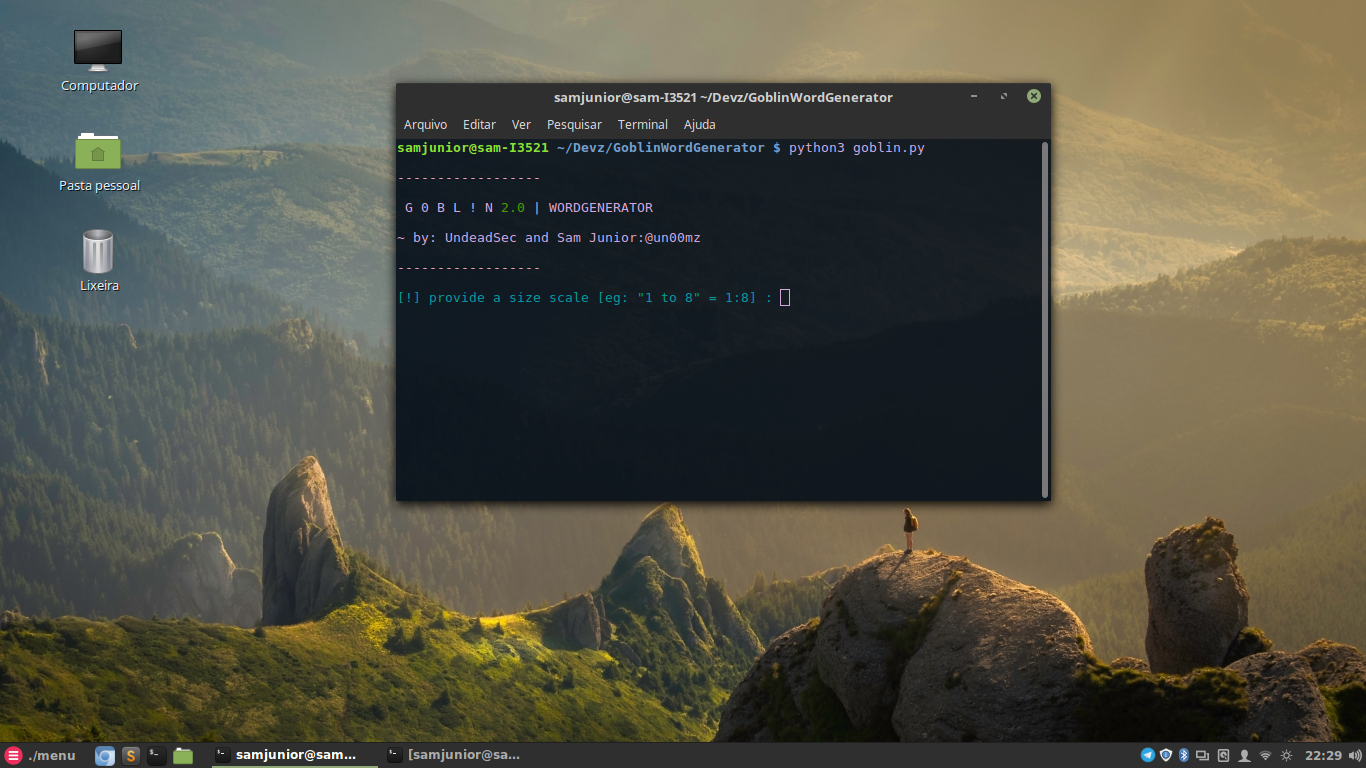 Computador
Pasta pessoal
Lixeira
samjunior@sam-I3521 ~/Devz/GoblinWordGenerator
Arquivo Editar Ver Pesquisar Terminal Ajuda
samjunior@sam-I3521 ~/Devz/GoblinWordGenerator $ python3 goblin.py
------------------
G 0 B L ! N 2.0 | WORDGENERATOR
~ by: UndeadSec and Sam Junior:@un00mz
------------------
[!] provide a size scale [eg: "1 to 8" = 1:8] :
./menu S samjunior@sam... [samjunior@sa... 22:29